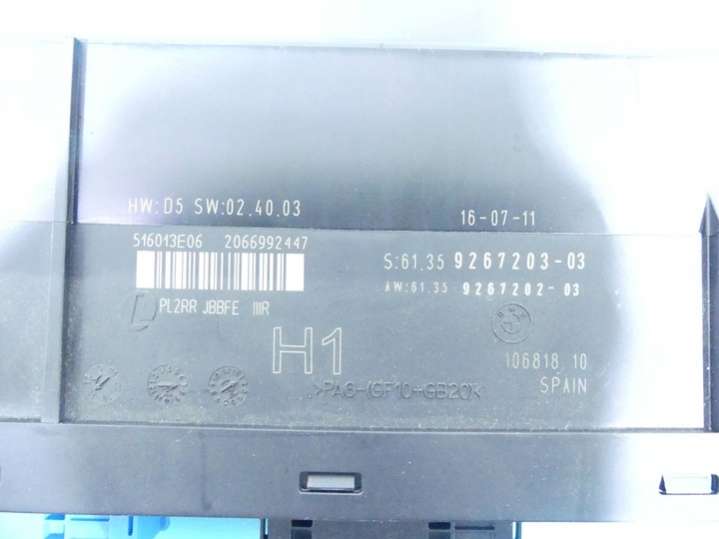 HW:D5 SW:02.40.03
16-07-11
516013E06 2066992447
S:61.35 9267203-03
AW:61.35 9267202-03
PL2RR JBBFE IIIR
H1
106818.10
>PA6-(GF10+GB20)<
SPAIN